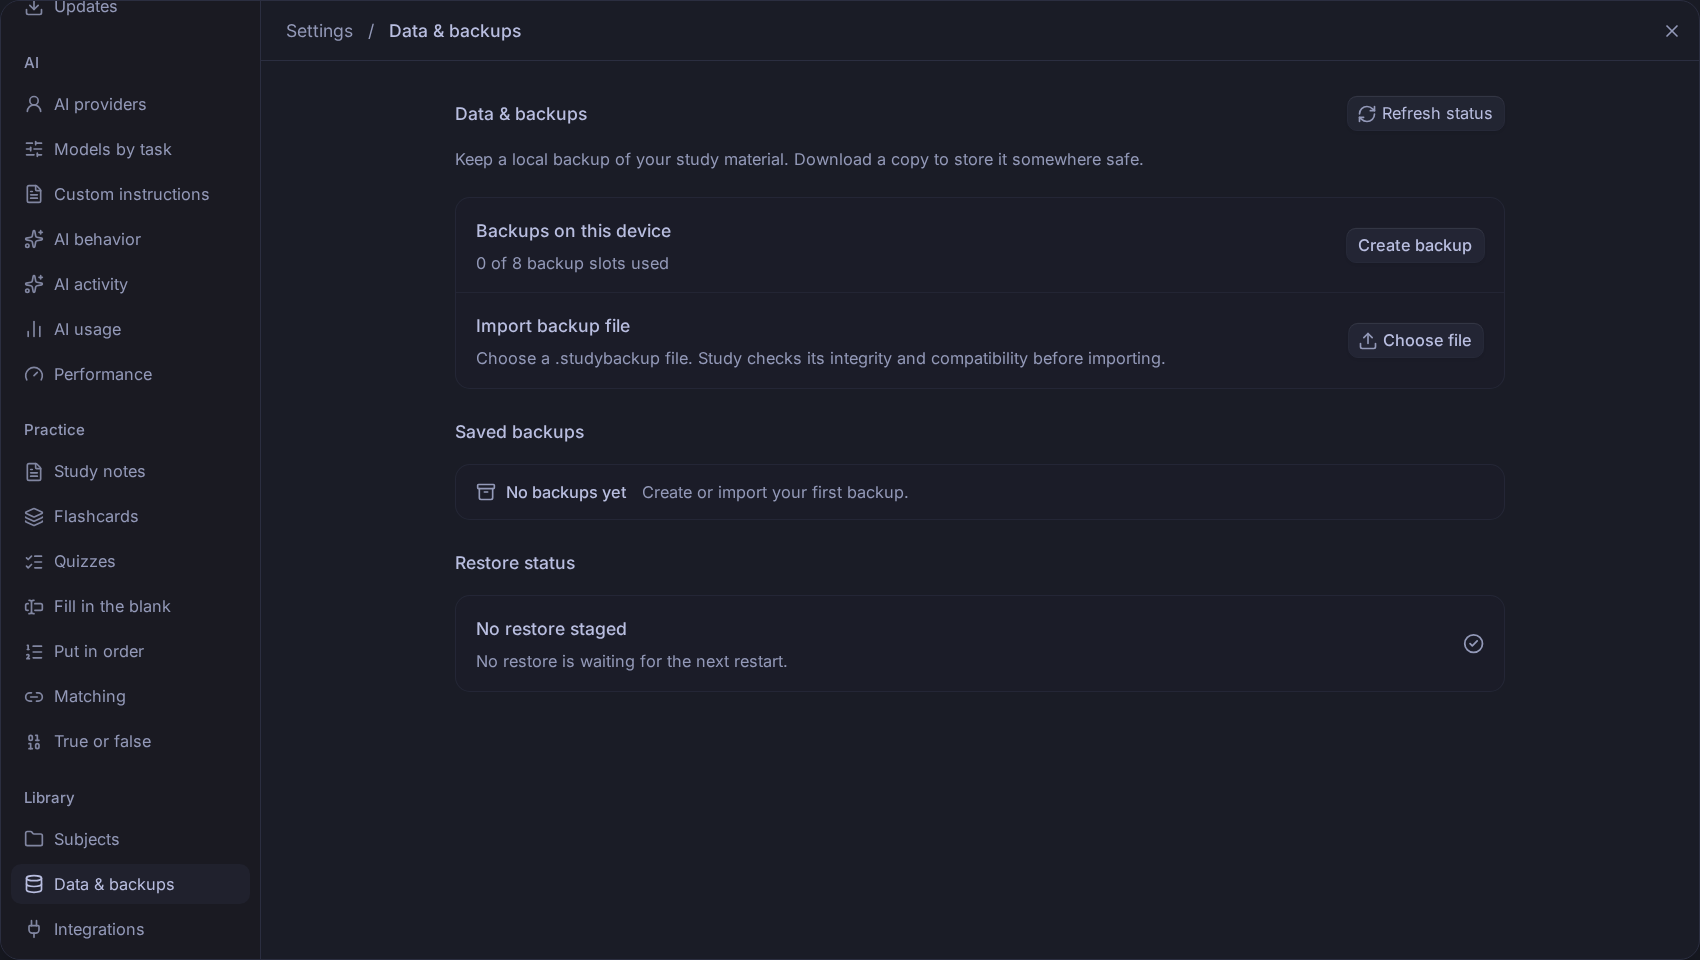 Updates
AI
AI providers
Models by task
Custom instructions
AI behavior
AI activity
AI usage
Performance
Practice
Study notes
Flashcards
Quizzes
Fill in the blank
Put in order
Matching
True or false
Library
Subjects
Data & backups
Integrations
Settings / Data & backups
Data & backups
Refresh status
Keep a local backup of your study material. Download a copy to store it somewhere safe.
Backups on this device
0 of 8 backup slots used
Create backup
Import backup file
Choose a .studybackup file. Study checks its integrity and compatibility before importing.
Choose file
Saved backups
No backups yet Create or import your first backup.
Restore status
No restore staged
No restore is waiting for the next restart.